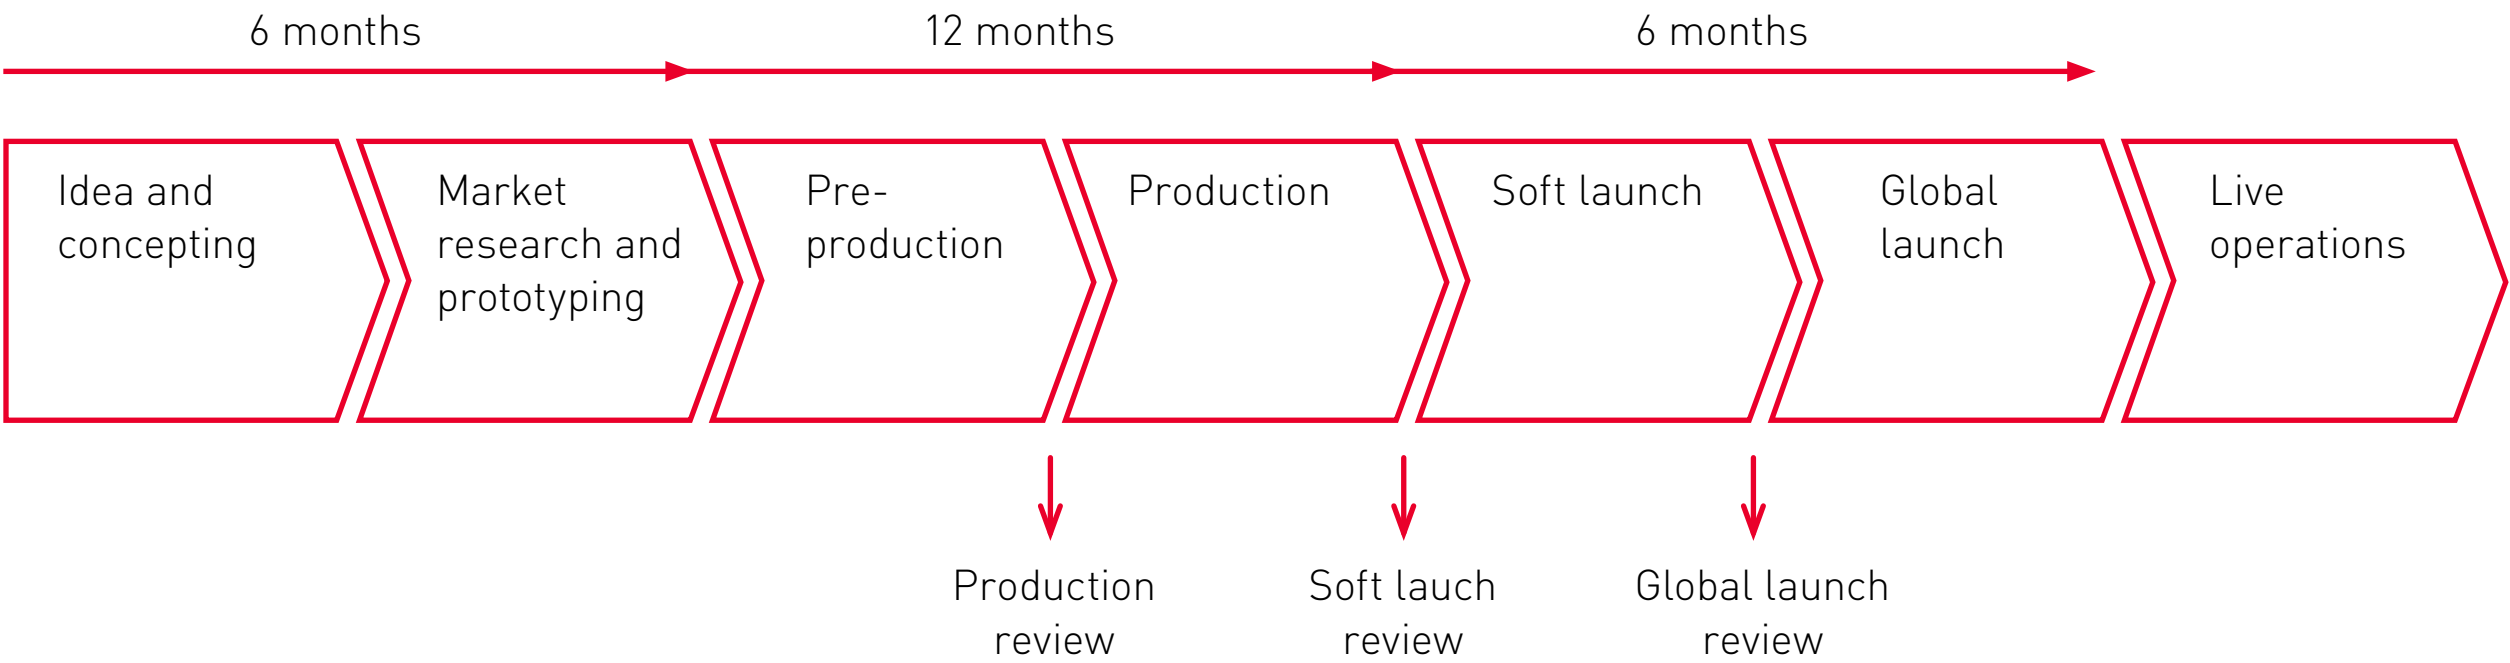 6 months
12 months
6 months
Idea and
concepting
Market
research and
prototyping
Pre-
production
Production
Soft launch
Global
launch
Live
operations
Production
review
Soft lauch
review
Global launch
review